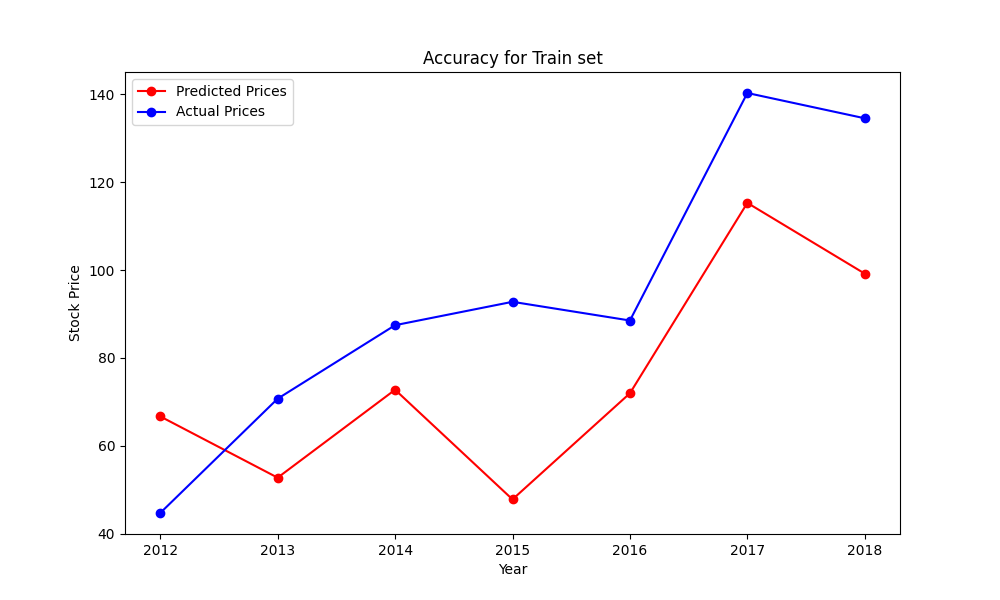 Accuracy for Train set
Predicted Prices
Actual Prices
140
120
100
80
60
40
Stock Price
2012 2013 2014 2015 2016 2017 2018
Year